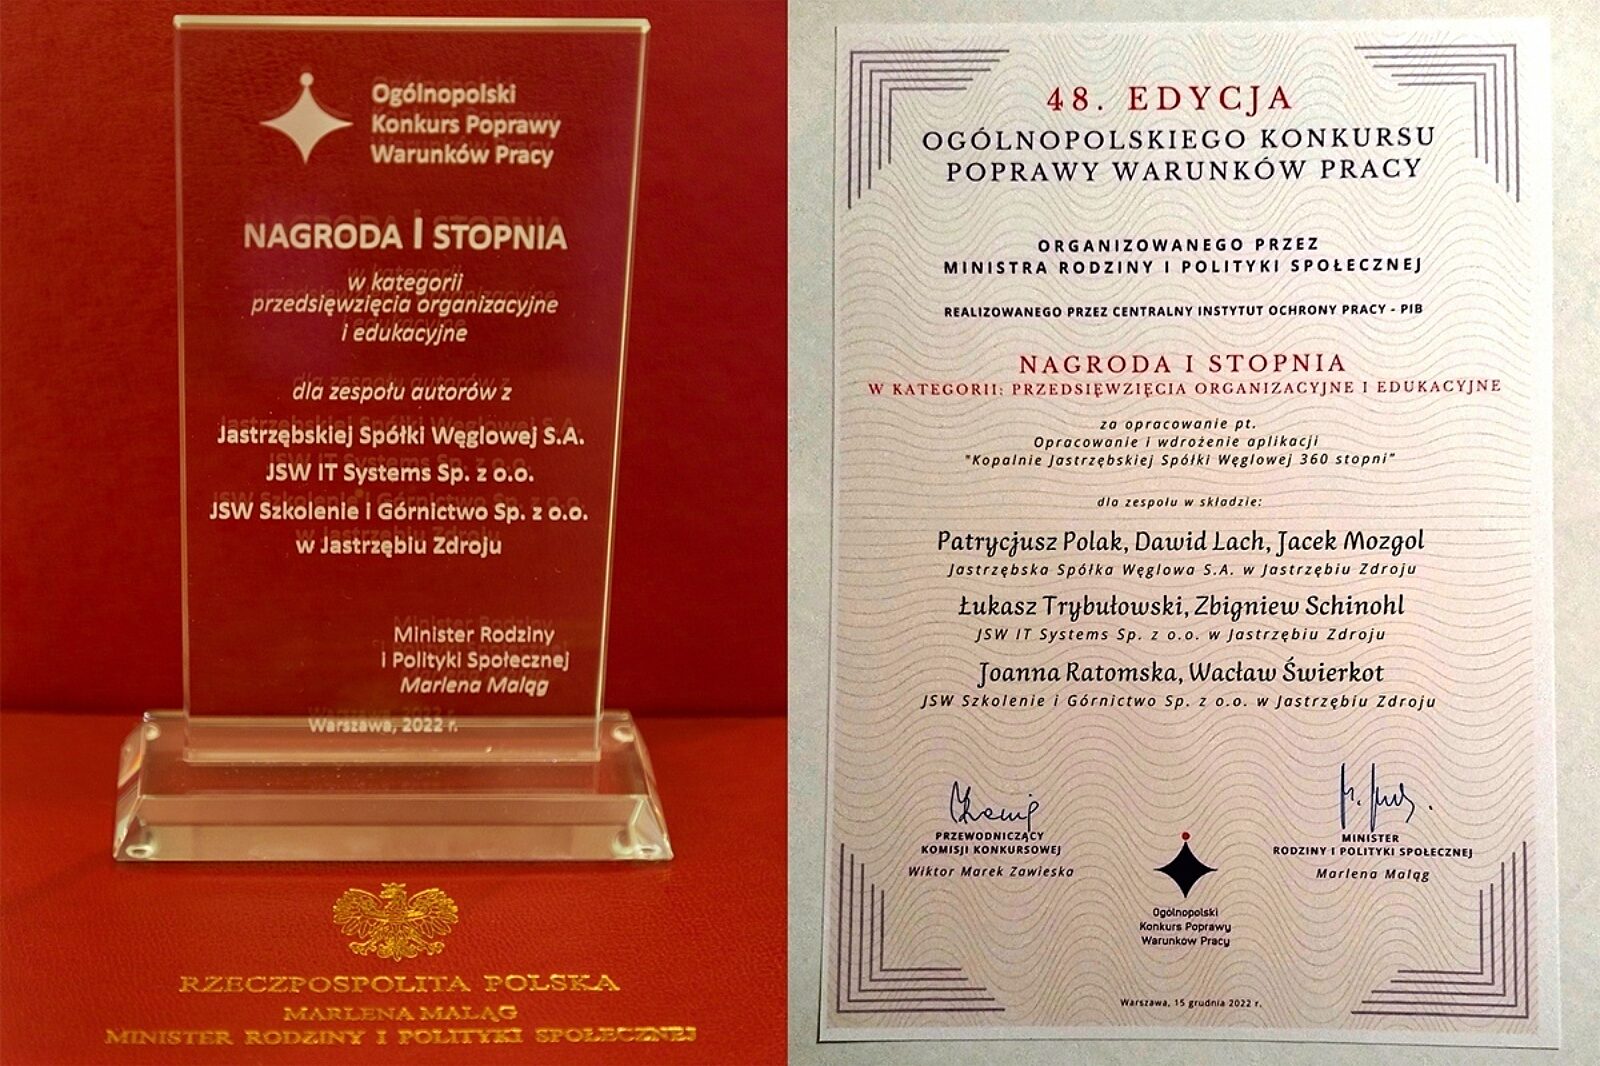 Ogólnopolski
Konkurs Poprawy
Warunków Pracy
NAGRODA I STOPNIA
w kategorii
przedsięwzięcia organizacyjne
i edukacyjne
dla zespołu autorów z
Jastrzębskiej Spółki Węglowej S.A.
JSW IT Systems Sp. z o.o.
JSW Szkolenie i Górnictwo Sp. z o.o.
w Jastrzębiu Zdroju
Minister Rodziny
i Polityki Społecznej
Marlena Maląg
Warszawa, 2022 r.
RZECZPOSPOLITA POLSKA
MARLENA MALĄG
MINISTER RODZINY I POLITYKI SPOŁECZNEJ
48. EDYCJA
OGÓLNOPOLSKIEGO KONKURSU
POPRAWY WARUNKÓW PRACY
ORGANIZOWANEGO PRZEZ
MINISTRA RODZINY I POLITYKI SPOŁECZNEJ
REALIZOWANEGO PRZEZ CENTRALNY INSTYTUT OCHRONY PRACY - PIB
NAGRODA I STOPNIA
W KATEGORII: PRZEDSIĘWZIĘCIA ORGANIZACYJNE I EDUKACYJNE
za opracowanie pt.
Opracowanie i wdrożenie aplikacji
"Kopalnie Jastrzębskiej Spółki Węglowej 360 stopni"
dla zespołu w składzie:
Patrycjusz Polak, Dawid Lach, Jacek Mozgol
Jastrzębska Spółka Węglowa S.A. w Jastrzębiu Zdroju
Łukasz Trybułowski, Zbigniew Schinohl
JSW IT Systems Sp. z o.o. w Jastrzębiu Zdroju
Joanna Ratomska, Wacław Świerkot
JSW Szkolenie i Górnictwo Sp. z o.o. w Jastrzębiu Zdroju
PRZEWODNICZĄCY
KOMISJI KONKURSOWEJ
Wiktor Marek Zawieska
MINISTER
RODZINY I POLITYKI SPOŁECZNEJ
Marlena Maląg
Ogólnopolski
Konkurs Poprawy
Warunków Pracy
Warszawa, 15 grudnia 2022 r.